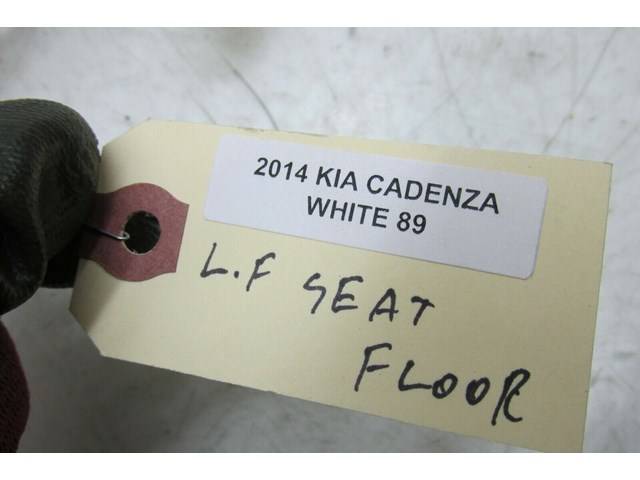 2014 KIA CADENZA
WHITE 89
L.F SEAT
FLOOR